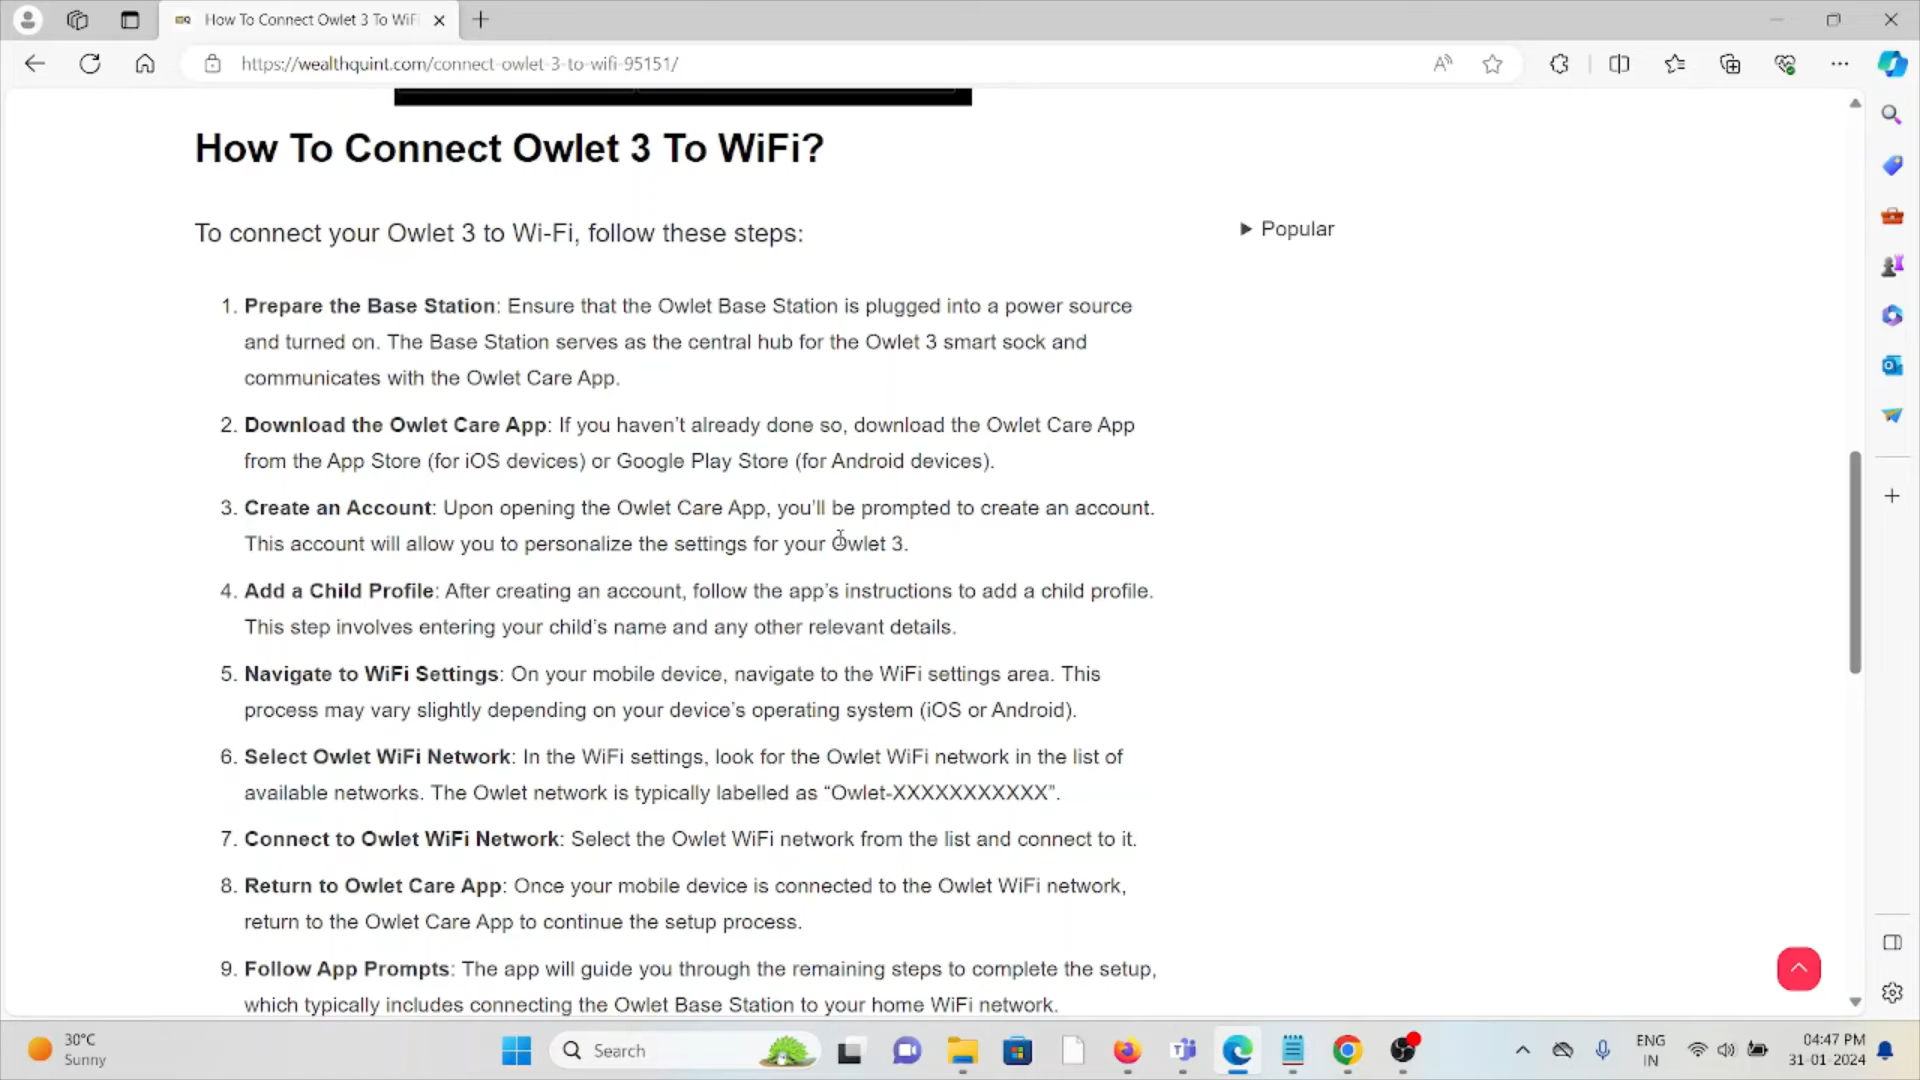 How To Connect Owlet 3 To WiFi
https://wealthquint.com/connect-owlet-3-to-wifi-95151/
How To Connect Owlet 3 To WiFi?
To connect your Owlet 3 to Wi-Fi, follow these steps:
Popular
1. Prepare the Base Station: Ensure that the Owlet Base Station is plugged into a power source
and turned on. The Base Station serves as the central hub for the Owlet 3 smart sock and
communicates with the Owlet Care App.
2. Download the Owlet Care App: If you haven’t already done so, download the Owlet Care App
from the App Store (for iOS devices) or Google Play Store (for Android devices).
3. Create an Account: Upon opening the Owlet Care App, you’ll be prompted to create an account.
This account will allow you to personalize the settings for your Owlet 3.
4. Add a Child Profile: After creating an account, follow the app’s instructions to add a child profile.
This step involves entering your child’s name and any other relevant details.
5. Navigate to WiFi Settings: On your mobile device, navigate to the WiFi settings area. This
process may vary slightly depending on your device’s operating system (iOS or Android).
6. Select Owlet WiFi Network: In the WiFi settings, look for the Owlet WiFi network in the list of
available networks. The Owlet network is typically labelled as “Owlet-XXXXXXXXXXX”.
7. Connect to Owlet WiFi Network: Select the Owlet WiFi network from the list and connect to it.
8. Return to Owlet Care App: Once your mobile device is connected to the Owlet WiFi network,
return to the Owlet Care App to continue the setup process.
9. Follow App Prompts: The app will guide you through the remaining steps to complete the setup,
which typically includes connecting the Owlet Base Station to your home WiFi network.
30°C
Sunny
Search
ENG
IN
04:47 PM
31-01-2024